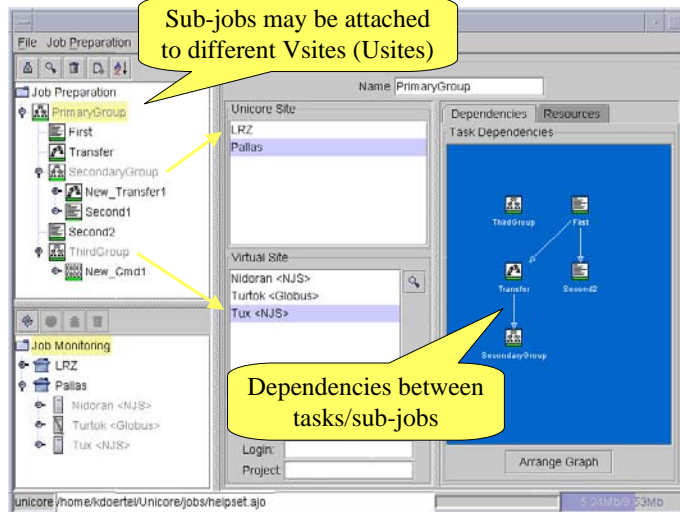 Sub-jobs may be attached
to different Vsites (Usites)
File Job Preparation
Name PrimaryGroup
Job Preparation
PrimaryGroup
First
Transfer
SecondaryGroup
New_Transfer1
Second1
Second2
ThirdGroup
New_Cmd1
Unicore Site
LRZ
Pallas
Virtual Site
Nidoran <NJS>
Turtok <Globus>
Tux <NJS>
Dependencies Resources
Task Dependencies
ThirdGroup First
Transfer Second2
SecondaryGroup
Job Monitoring
LRZ
Pallas
Nidoran <NJS>
Turtok <Globus>
Tux <NJS>
Dependencies between
tasks/sub-jobs
Login:
Project:
Arrange Graph
unicore /home/kdoertel/Unicore/jobs/helpset.ajo
53Mb